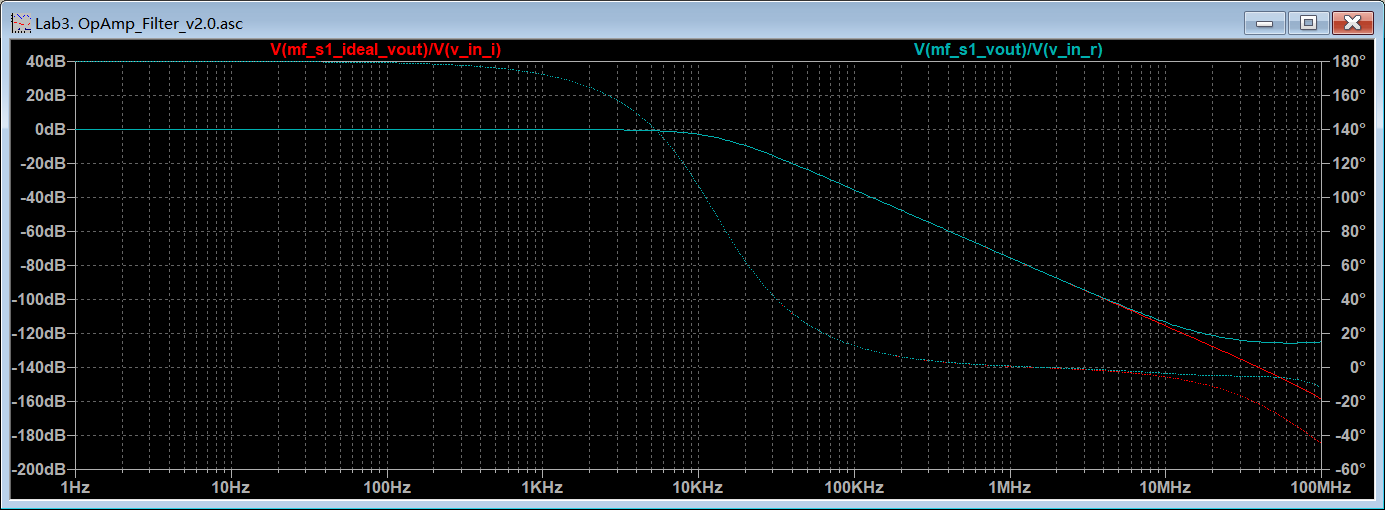 Lab3. OpAmp_Filter_v2.0.asc
V(mf_s1_ideal_vout)/V(v_in_i) V(mf_s1_vout)/V(v_in_r)
40dB 180°
20dB 160°
0dB 140°
-20dB 120°
-40dB 100°
-60dB 80°
-80dB 60°
-100dB 40°
-120dB 20°
-140dB 0°
-160dB -20°
-180dB -40°
-200dB -60°
1Hz 10Hz 100Hz 1KHz 10KHz 100KHz 1MHz 10MHz 100MHz